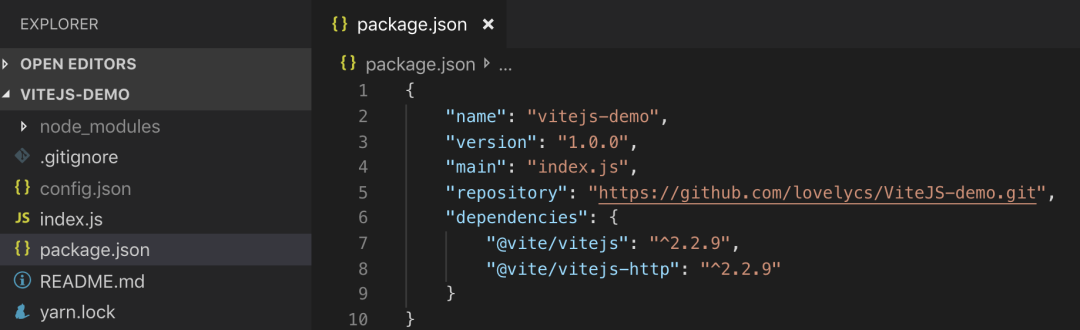 EXPLORER
OPEN EDITORS
VITEJS-DEMO
node_modules
.gitignore
{} config.json
JS index.js
{} package.json
README.md
yarn.lock
{} package.json ×
{} package.json ...
1 {
2 "name": "vitejs-demo",
3 "version": "1.0.0",
4 "main": "index.js",
5 "repository": "https://github.com/lovelycs/ViteJS-demo.git",
6 "dependencies": {
7 "@vite/vitejs": "^2.2.9",
8 "@vite/vitejs-http": "^2.2.9"
9 }
10 }